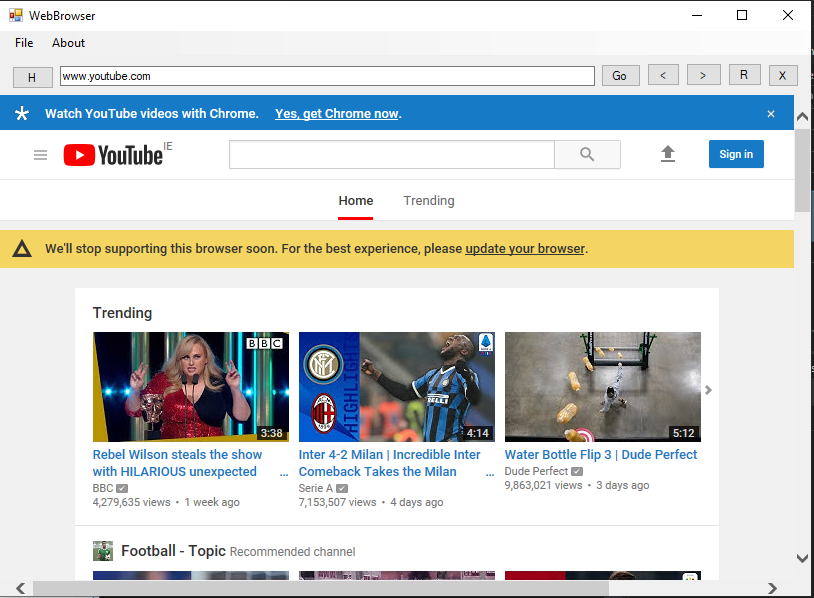 WebBrowser
File About
H www.youtube.com Go < > R X
Watch YouTube videos with Chrome. Yes, get Chrome now. ×
YouTube IE Sign in
Home Trending
We'll stop supporting this browser soon. For the best experience, please update your browser.
Trending
BBC
3:38
HIGHLIGHTS
PIRELLI
4:14
5:12
Rebel Wilson steals the show
with HILARIOUS unexpected ...
BBC
4,279,635 views • 1 week ago
Inter 4-2 Milan | Incredible Inter
Comeback Takes the Milan ...
Serie A
7,153,507 views • 4 days ago
Water Bottle Flip 3 | Dude Perfect
Dude Perfect
9,863,021 views • 3 days ago
Football - Topic Recommended channel